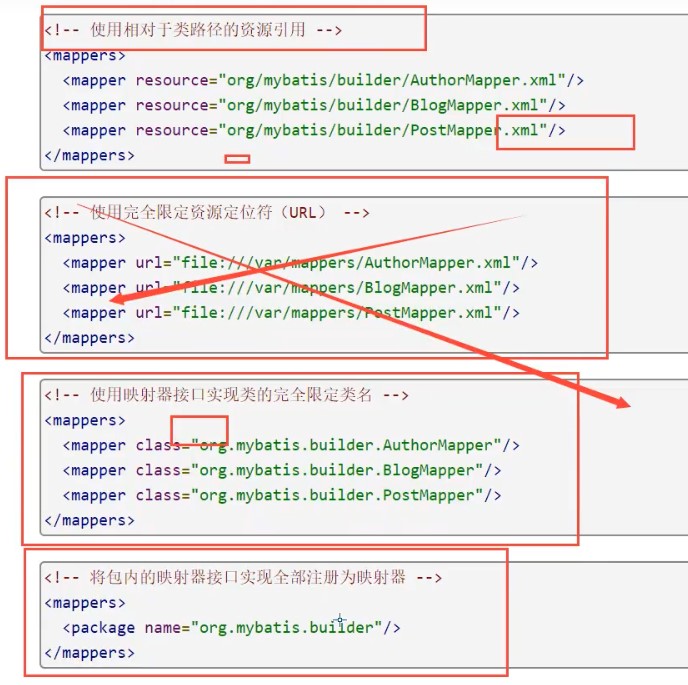 <!-- 使用相对于类路径的资源引用 -->
<mappers>
  <mapper resource="org/mybatis/builder/AuthorMapper.xml"/>
  <mapper resource="org/mybatis/builder/BlogMapper.xml"/>
  <mapper resource="org/mybatis/builder/PostMapper.xml"/>
</mappers>
<!-- 使用完全限定资源定位符（URL） -->
<mappers>
  <mapper url="file:///var/mappers/AuthorMapper.xml"/>
  <mapper url="file:///var/mappers/BlogMapper.xml"/>
  <mapper url="file:///var/mappers/PostMapper.xml"/>
</mappers>
<!-- 使用映射器接口实现类的完全限定类名 -->
<mappers>
  <mapper class="org.mybatis.builder.AuthorMapper"/>
  <mapper class="org.mybatis.builder.BlogMapper"/>
  <mapper class="org.mybatis.builder.PostMapper"/>
</mappers>
<!-- 将包内的映射器接口实现全部注册为映射器 -->
<mappers>
  <package name="org.mybatis.builder"/>
</mappers>